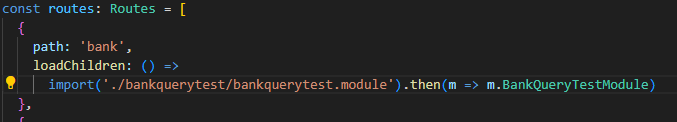 const routes: Routes = [
{
path: 'bank',
loadChildren: () =>
import('./bankquerytest/bankquerytest.module').then(m => m.BankQueryTestModule)
},
{